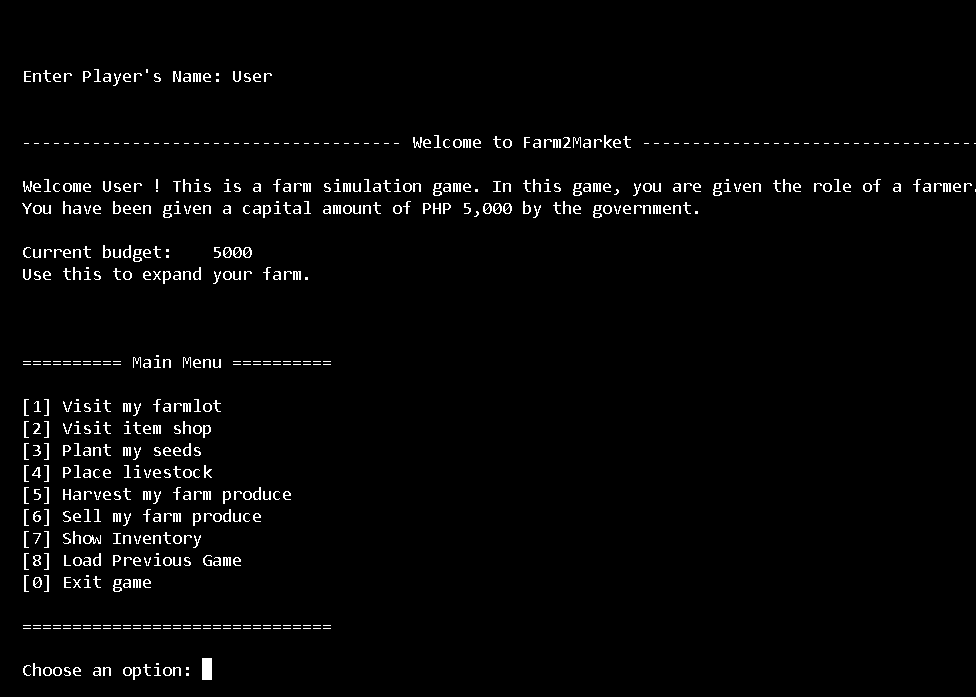 Enter Player's Name: User
-------------------------------------- Welcome to Farm2Market ----------------------------------
Welcome User ! This is a farm simulation game. In this game, you are given the role of a farmer.
You have been given a capital amount of PHP 5,000 by the government.
Current budget:    5000
Use this to expand your farm.
========== Main Menu ==========
[1] Visit my farmlot
[2] Visit item shop
[3] Plant my seeds
[4] Place livestock
[5] Harvest my farm produce
[6] Sell my farm produce
[7] Show Inventory
[8] Load Previous Game
[0] Exit game
===============================
Choose an option: